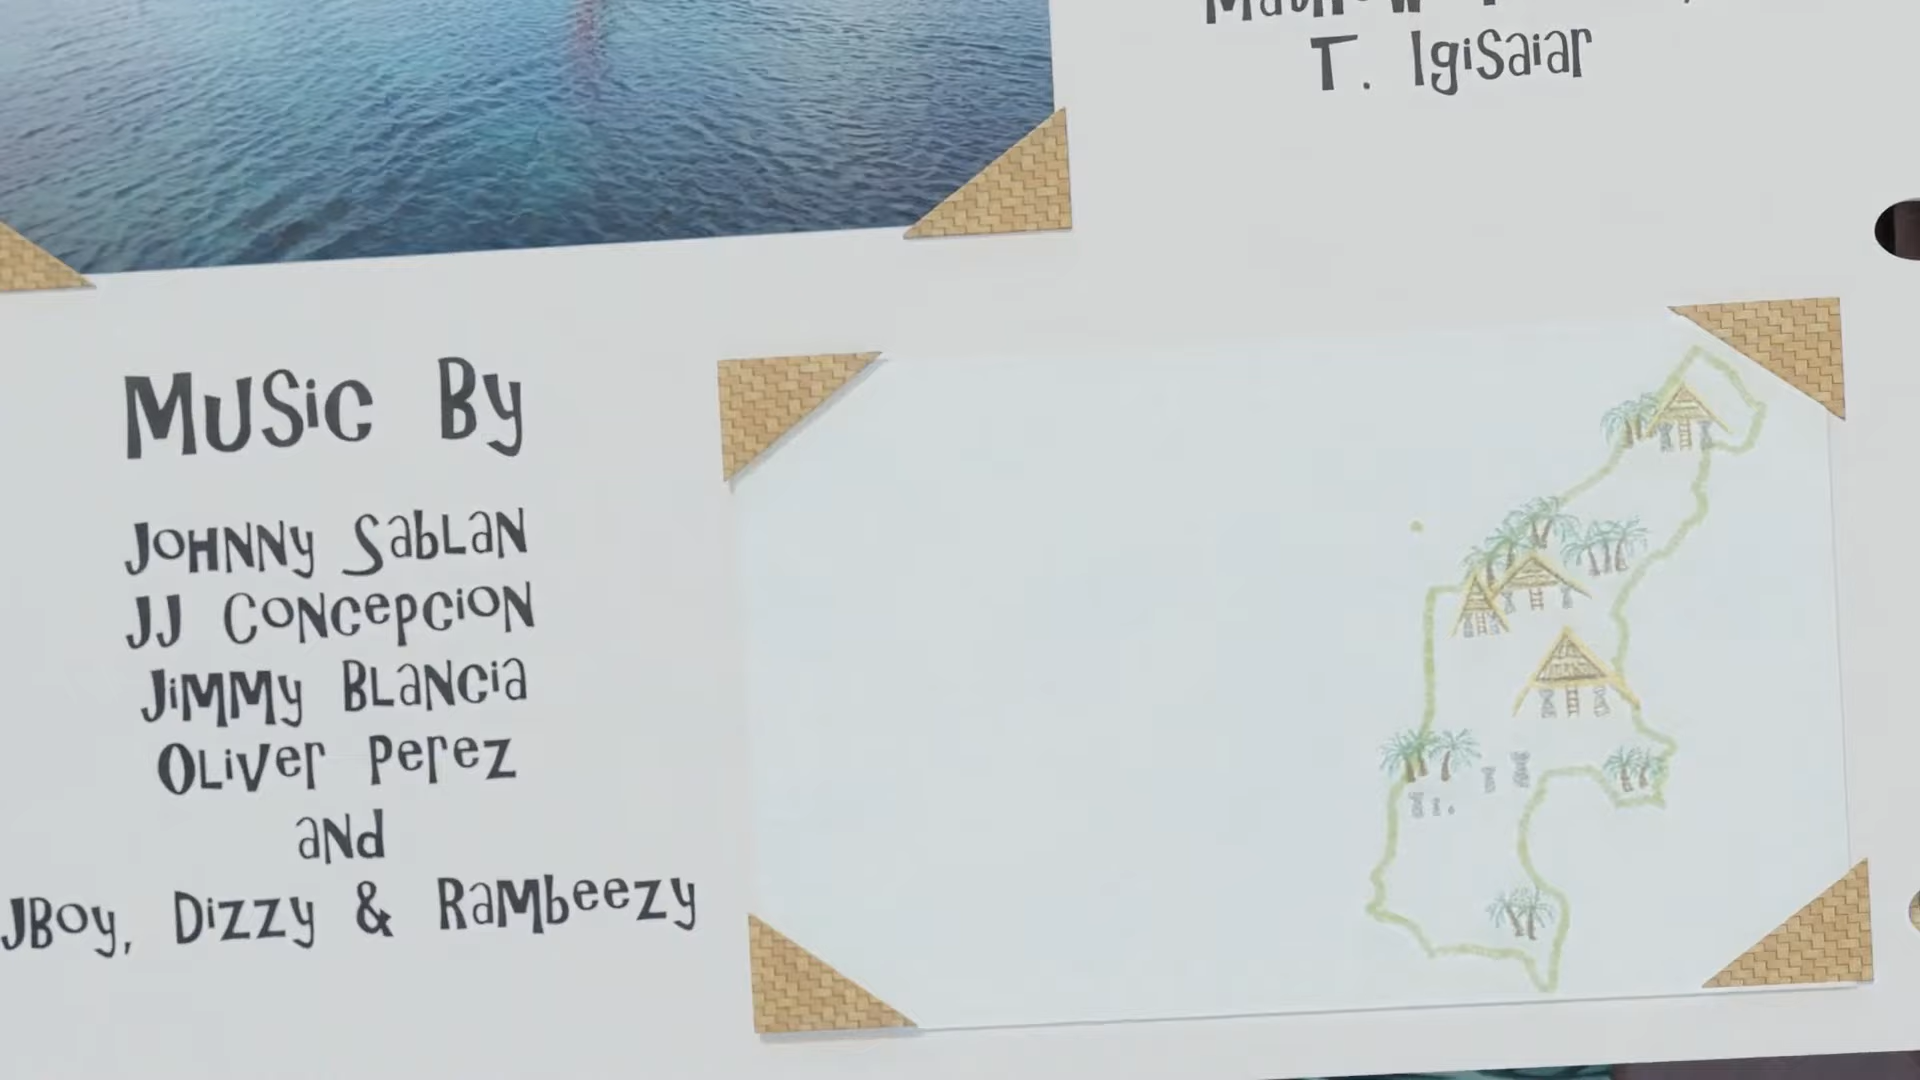 T. Igisaiar
Music By
Johnny Sablan
JJ Concepcion
Jimmy Blancia
Oliver Perez
and
JBoy, Dizzy & Rambeezy